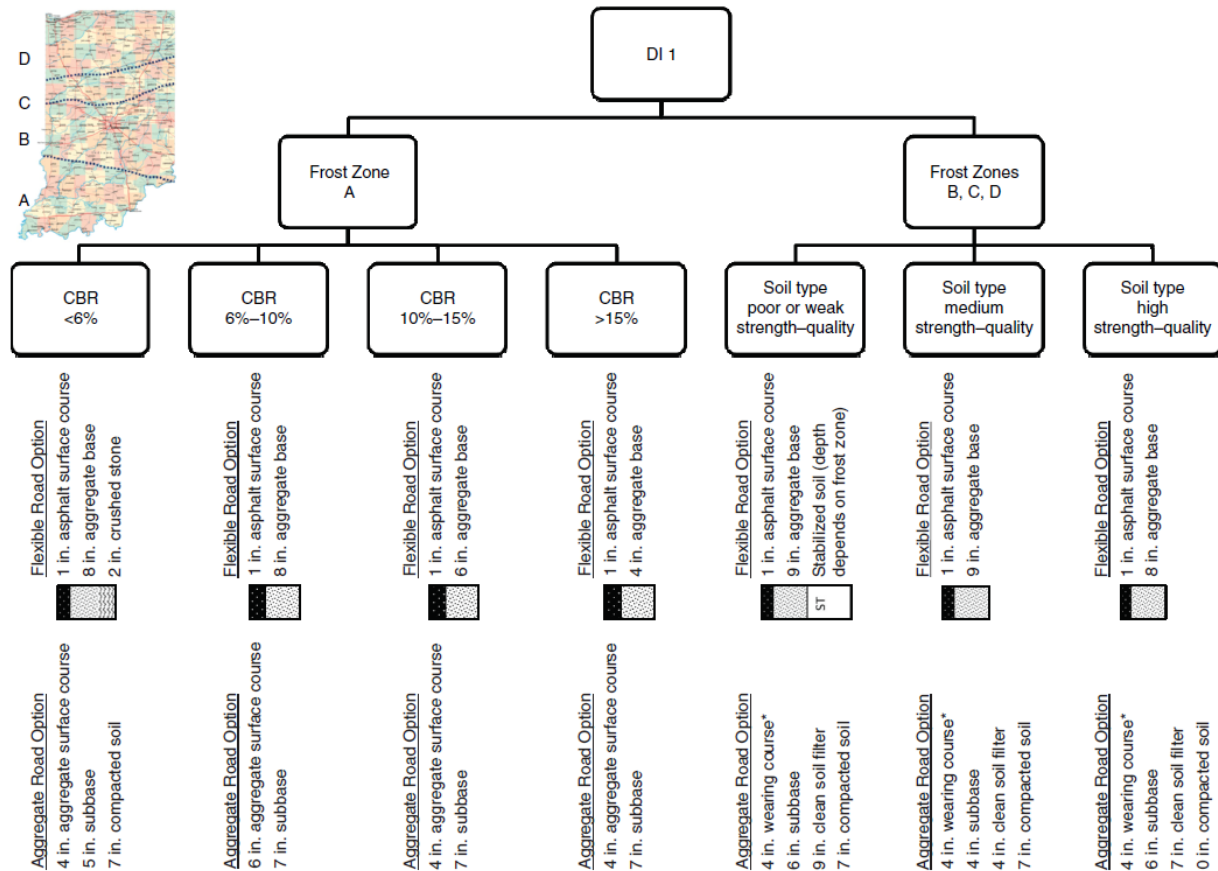 D
C
B
A
DI 1
Frost Zone
A
Frost Zones
B, C, D
CBR
<6%
CBR
6%–10%
CBR
10%–15%
CBR
>15%
Soil type
poor or weak
strength–quality
Soil type
medium
strength–quality
Soil type
high
strength–quality
Flexible Road Option
1 in. asphalt surface course
8 in. aggregate base
2 in. crushed stone
Flexible Road Option
1 in. asphalt surface course
8 in. aggregate base
Flexible Road Option
1 in. asphalt surface course
6 in. aggregate base
Flexible Road Option
1 in. asphalt surface course
4 in. aggregate base
Flexible Road Option
1 in. asphalt surface course
9 in. aggregate base
Stabilized soil (depth
depends on frost zone)
ST
Flexible Road Option
1 in. asphalt surface course
9 in. aggregate base
Flexible Road Option
1 in. asphalt surface course
8 in. aggregate base
Aggregate Road Option
4 in. aggregate surface course
5 in. subbase
7 in. compacted soil
Aggregate Road Option
6 in. aggregate surface course
7 in. subbase
Aggregate Road Option
4 in. aggregate surface course
7 in. subbase
Aggregate Road Option
4 in. aggregate surface course
7 in. subbase
Aggregate Road Option
4 in. wearing course*
6 in. subbase
9 in. clean soil filter
7 in. compacted soil
Aggregate Road Option
4 in. wearing course*
4 in. subbase
4 in. clean soil filter
7 in. compacted soil
Aggregate Road Option
4 in. wearing course*
6 in. subbase
7 in. clean soil filter
0 in. compacted soil